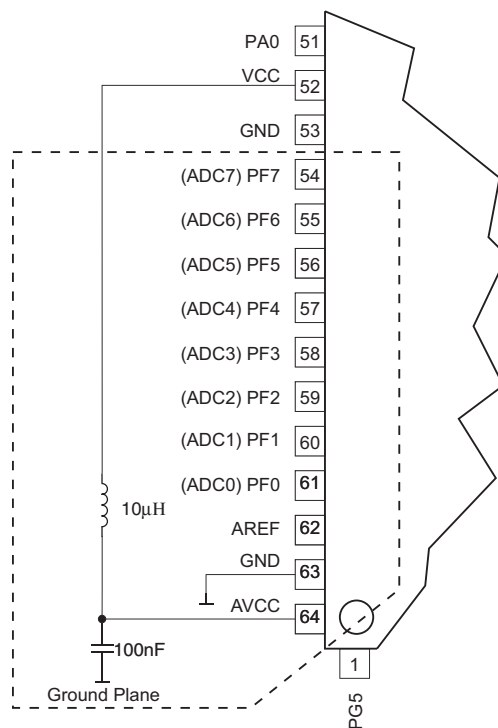 PA0 51
VCC 52
GND 53
(ADC7) PF7 54
(ADC6) PF6 55
(ADC5) PF5 56
(ADC4) PF4 57
(ADC3) PF3 58
(ADC2) PF2 59
(ADC1) PF1 60
(ADC0) PF0 61
10μH
AREF 62
GND 63
AVCC 64
100nF
Ground Plane
1
PG5